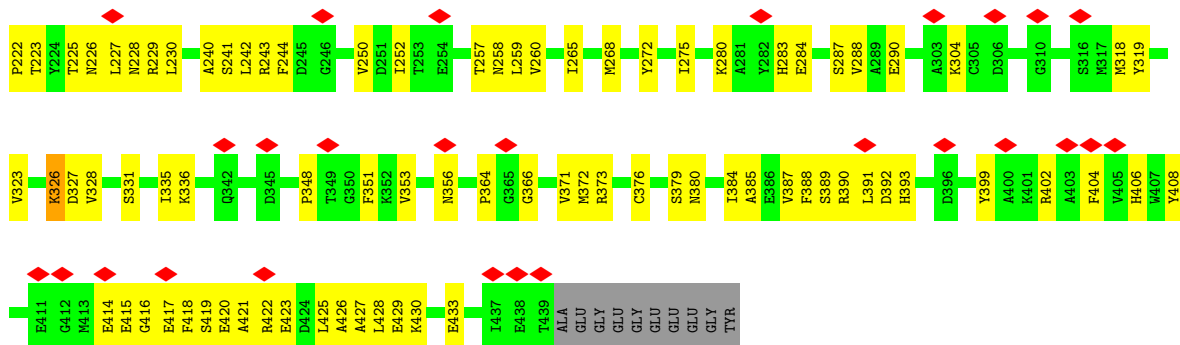 P222 T223 Y224 T225 N226 L227 N228 R229 L230 A240 S241 L242 R243 F244 D245 G246 V250 D251 I252 T253 E254 T257 N258 L259 V260 I265 M268 Y272 I275 K280 A281 Y282 H283 E284 S287 V288 A289 E290 A303 K304 C305 D306 G310 S316 M317 M318 Y319
V323 K326 D327 V328 S331 I335 K336 Q342 D345 P348 T349 G350 F351 K352 V353 N356 P364 G365 G366 V371 M372 R373 C376 S379 N380 I384 A385 E386 V387 F388 S389 R390 L391 D392 H393 D396 Y399 A400 K401 R402 A403 F404 V405 H406 W407 Y408
E411 G412 M413 E414 E415 G416 E417 F418 S419 E420 A421 R422 E423 D424 L425 A426 A427 L428 E429 K430 E433 I437 E438 T439 ALA GLU GLY GLU GLY GLU GLU GLU GLY TYR